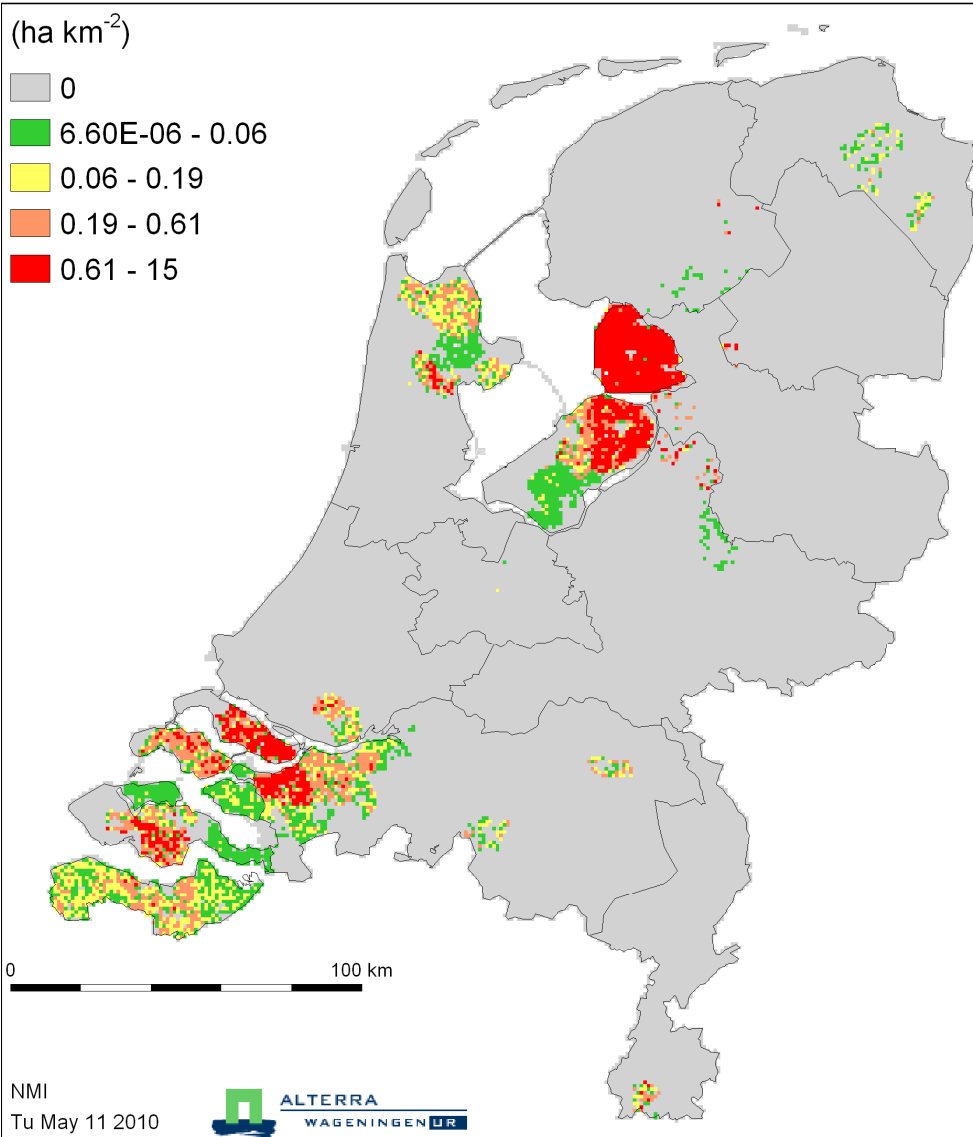 (ha km-2)
0
6.60E-06 - 0.06
0.06 - 0.19
0.19 - 0.61
0.61 - 15
0 100 km
NMI
Tu May 11 2010
ALTERRA
WAGENINGEN UR